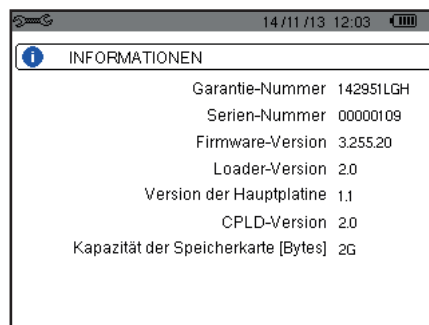 14/11/13 12:03
INFORMATIONEN
Garantie-Nummer 142951LGH
Serien-Nummer 00000109
Firmware-Version 3.255.20
Loader-Version 2.0
Version der Hauptplatine 1.1
CPLD-Version 2.0
Kapazität der Speicherkarte [Bytes] 2G